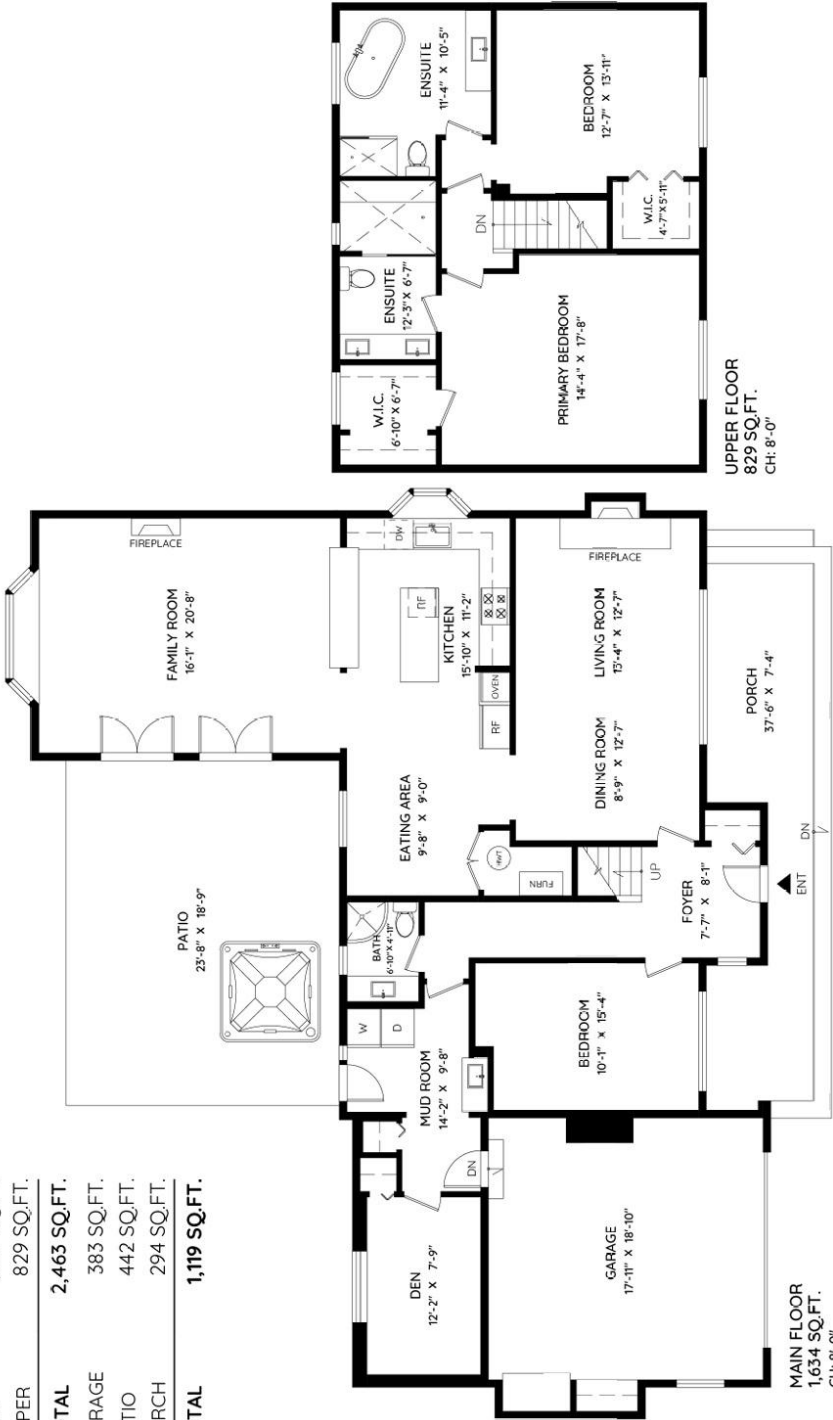 PER 829 SQ.FT.
TAL 2,463 SQ.FT.
RAGE 383 SQ.FT.
TIO 442 SQ.FT.
RCH 294 SQ.FT.
TAL 1,119 SQ.FT.
PATIO
23'-8" X 18'-9"
FAMILY ROOM
16'-1" X 20'-8"
FIREPLACE
DEN
12'-2" X 7'-9"
MUD ROOM
14'-2" X 9'-8"
W
D
DN
BATH
6'-10" X 4'-11"
EATING AREA
9'-8" X 9'-0"
KITCHEN
15'-10" X 11'-2"
RF
DW
RF
OVEN
FURN
HWT
GARAGE
17'-11" X 18'-10"
BEDROOM
10'-1" X 15'-4"
FOYER
7'-7" X 8'-1"
UP
DINING ROOM
8'-9" X 12'-7"
LIVING ROOM
13'-4" X 12'-7"
FIREPLACE
PORCH
37'-6" X 7'-4"
DN
ENT
MAIN FLOOR
1,634 SQ.FT.
W.I.C.
6'-10" X 6'-7"
ENSUITE
12'-3" X 6'-7"
ENSUITE
11'-4" X 10'-5"
PRIMARY BEDROOM
14'-4" X 17'-8"
DN
BEDROOM
12'-7" X 13'-11"
W.I.C.
4'-7" X 5'-11"
UPPER FLOOR
829 SQ.FT.
CH: 8'-0"